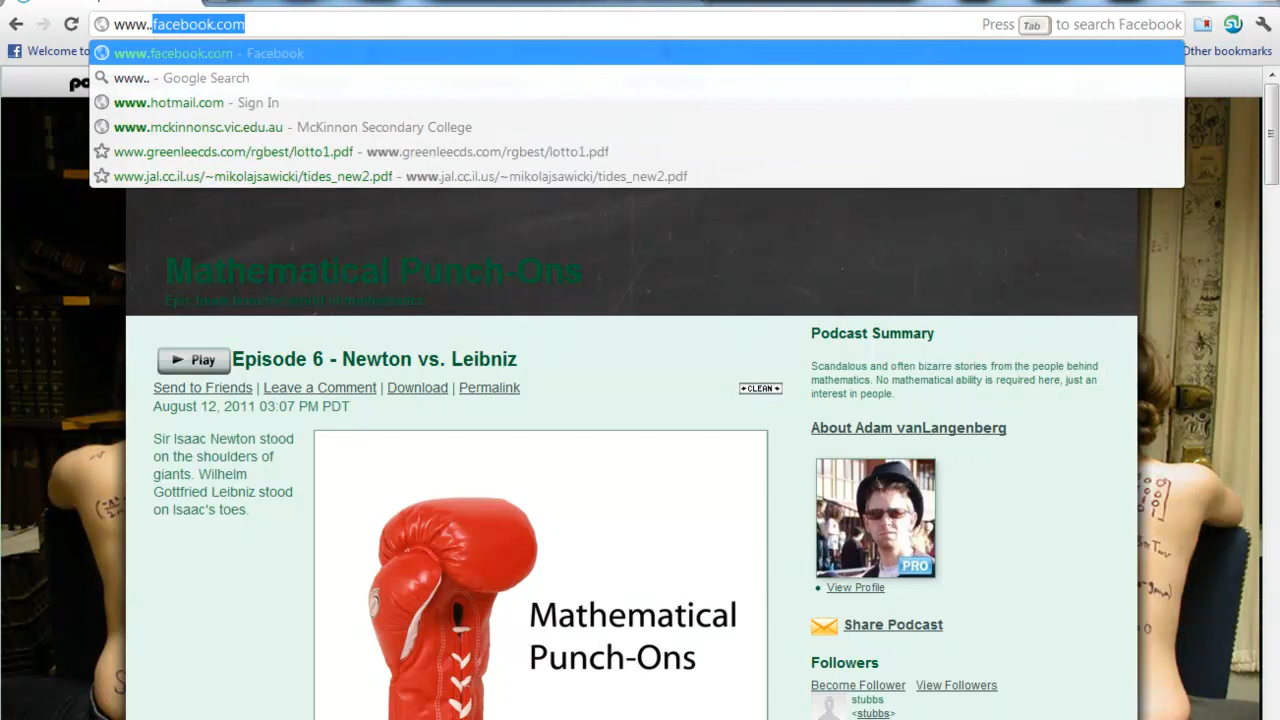 www..facebook.com Press Tab to search Facebook
www.facebook.com - Facebook
Welcome to
www.. - Google Search
Other bookmarks
www.hotmail.com - Sign In
www.mckinnonsc.vic.edu.au - McKinnon Secondary College
www.greenleecds.com/rgbest/lotto1.pdf - www.greenleecds.com/rgbest/lotto1.pdf
www.jal.cc.il.us/~mikolajsawicki/tides_new2.pdf - www.jal.cc.il.us/~mikolajsawicki/tides_new2.pdf
Mathematical Punch-Ons
Play Episode 6 - Newton vs. Leibniz
Send to Friends | Leave a Comment | Download | Permalink
CLEAN
August 12, 2011 03:07 PM PDT
Sir Isaac Newton stood
on the shoulders of
giants. Wilhelm
Gottfried Leibniz stood
on Isaac's toes.
Mathematical
Punch-Ons
Podcast Summary
Scandalous and often bizarre stories from the people behind
mathematics. No mathematical ability is required here, just an
interest in people.
About Adam vanLangenberg
PRO
View Profile
Share Podcast
Followers
Become Follower View Followers
stubbs
<stubbs>